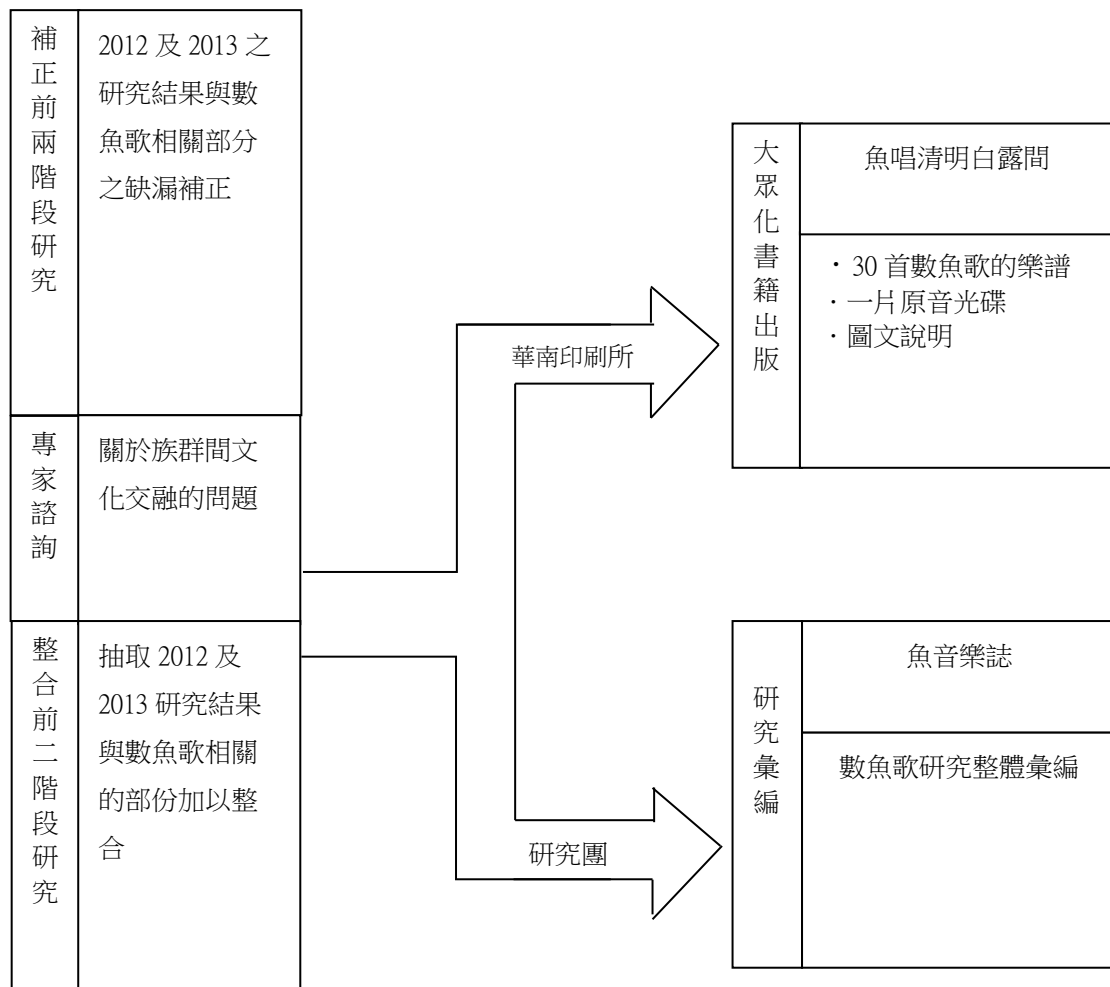 補正前兩階段研究
2012 及 2013 之
研究結果與數
魚歌相關部分
之缺漏補正
專家諮詢
關於族群間文
化交融的問題
整合前二階段研究
抽取 2012 及
2013 研究結果
與數魚歌相關
的部份加以整
合
華南印刷所
研究團
大眾化書籍出版
魚唱清明白露間
・30 首數魚歌的樂譜
・一片原音光碟
・圖文說明
研究彙編
魚音樂誌
數魚歌研究整體彙編